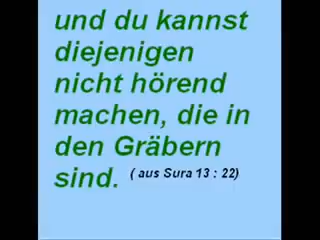 und du kannst
diejenigen
nicht hörend
machen, die in
den Gräbern
sind. ( aus Sura 13 : 22)